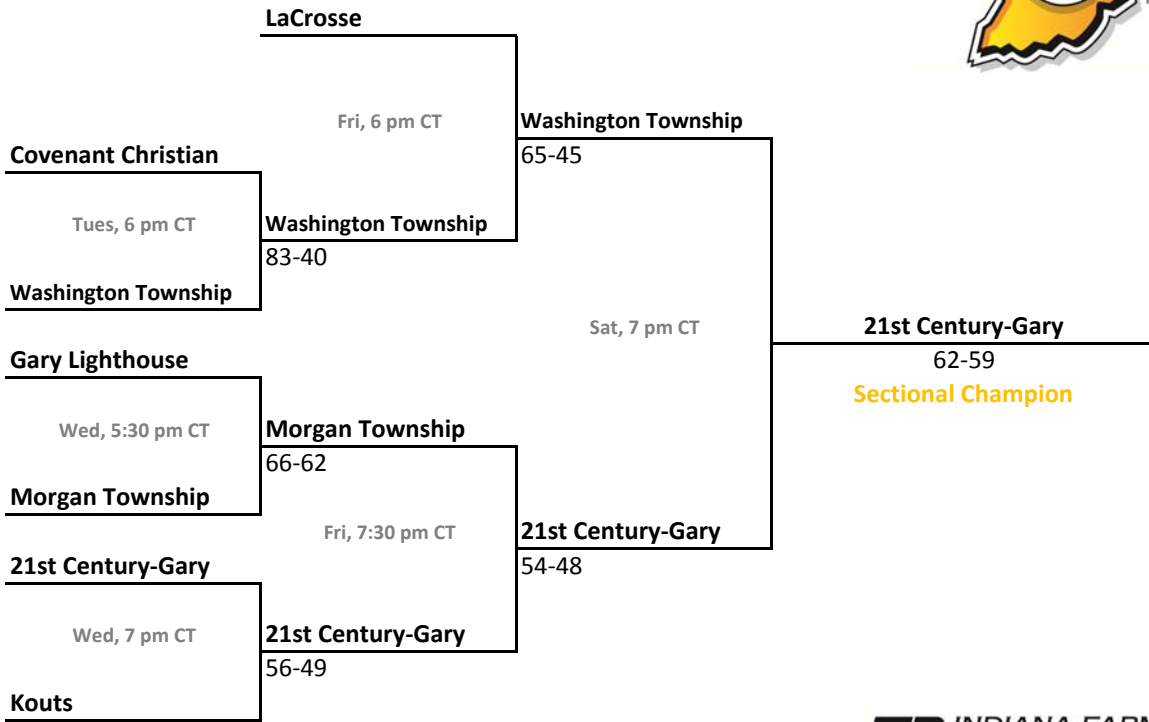 LaCrosse
Fri, 6 pm CT
Washington Township
65-45
Covenant Christian
Tues, 6 pm CT
Washington Township
83-40
Washington Township
Sat, 7 pm CT
21st Century-Gary
62-59
Sectional Champion
Gary Lighthouse
Wed, 5:30 pm CT
Morgan Township
66-62
Morgan Township
Fri, 7:30 pm CT
21st Century-Gary
54-48
21st Century-Gary
Wed, 7 pm CT
21st Century-Gary
56-49
Kouts
INDIANA FARM